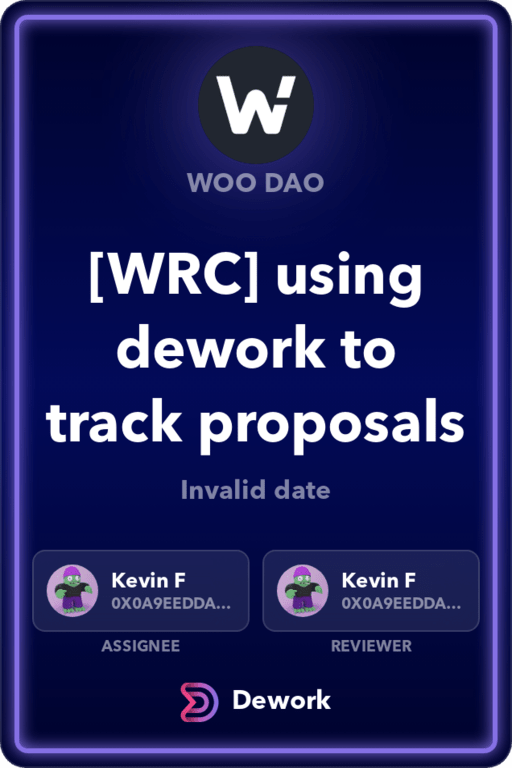 W
WOO DAO
[WRC] using
dework to
track proposals
Invalid date
Kevin F
0X0A9EEDDA...
ASSIGNEE
Kevin F
0X0A9EEDDA...
REVIEWER
Dework